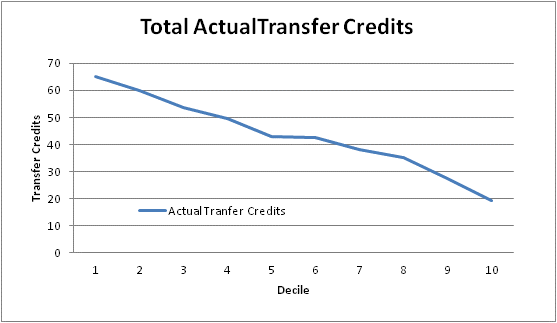 Total ActualTransfer Credits
70
60
50
40
30
20
10
0
Transfer Credits
ActualTranfer Credits
1 2 3 4 5 6 7 8 9 10
Decile